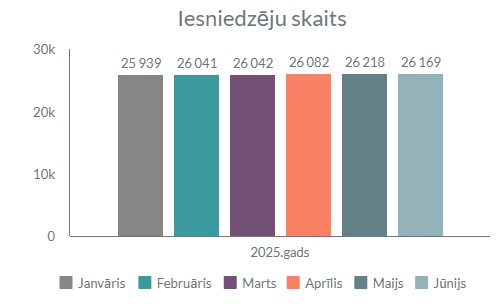 Iesniedzēju skaits
30k
20k
10k
0
25 939 26 041 26 042 26 082 26 218 26 169
2025.gads
Janvāris Februāris Marts Aprīlis Maijs Jūnijs